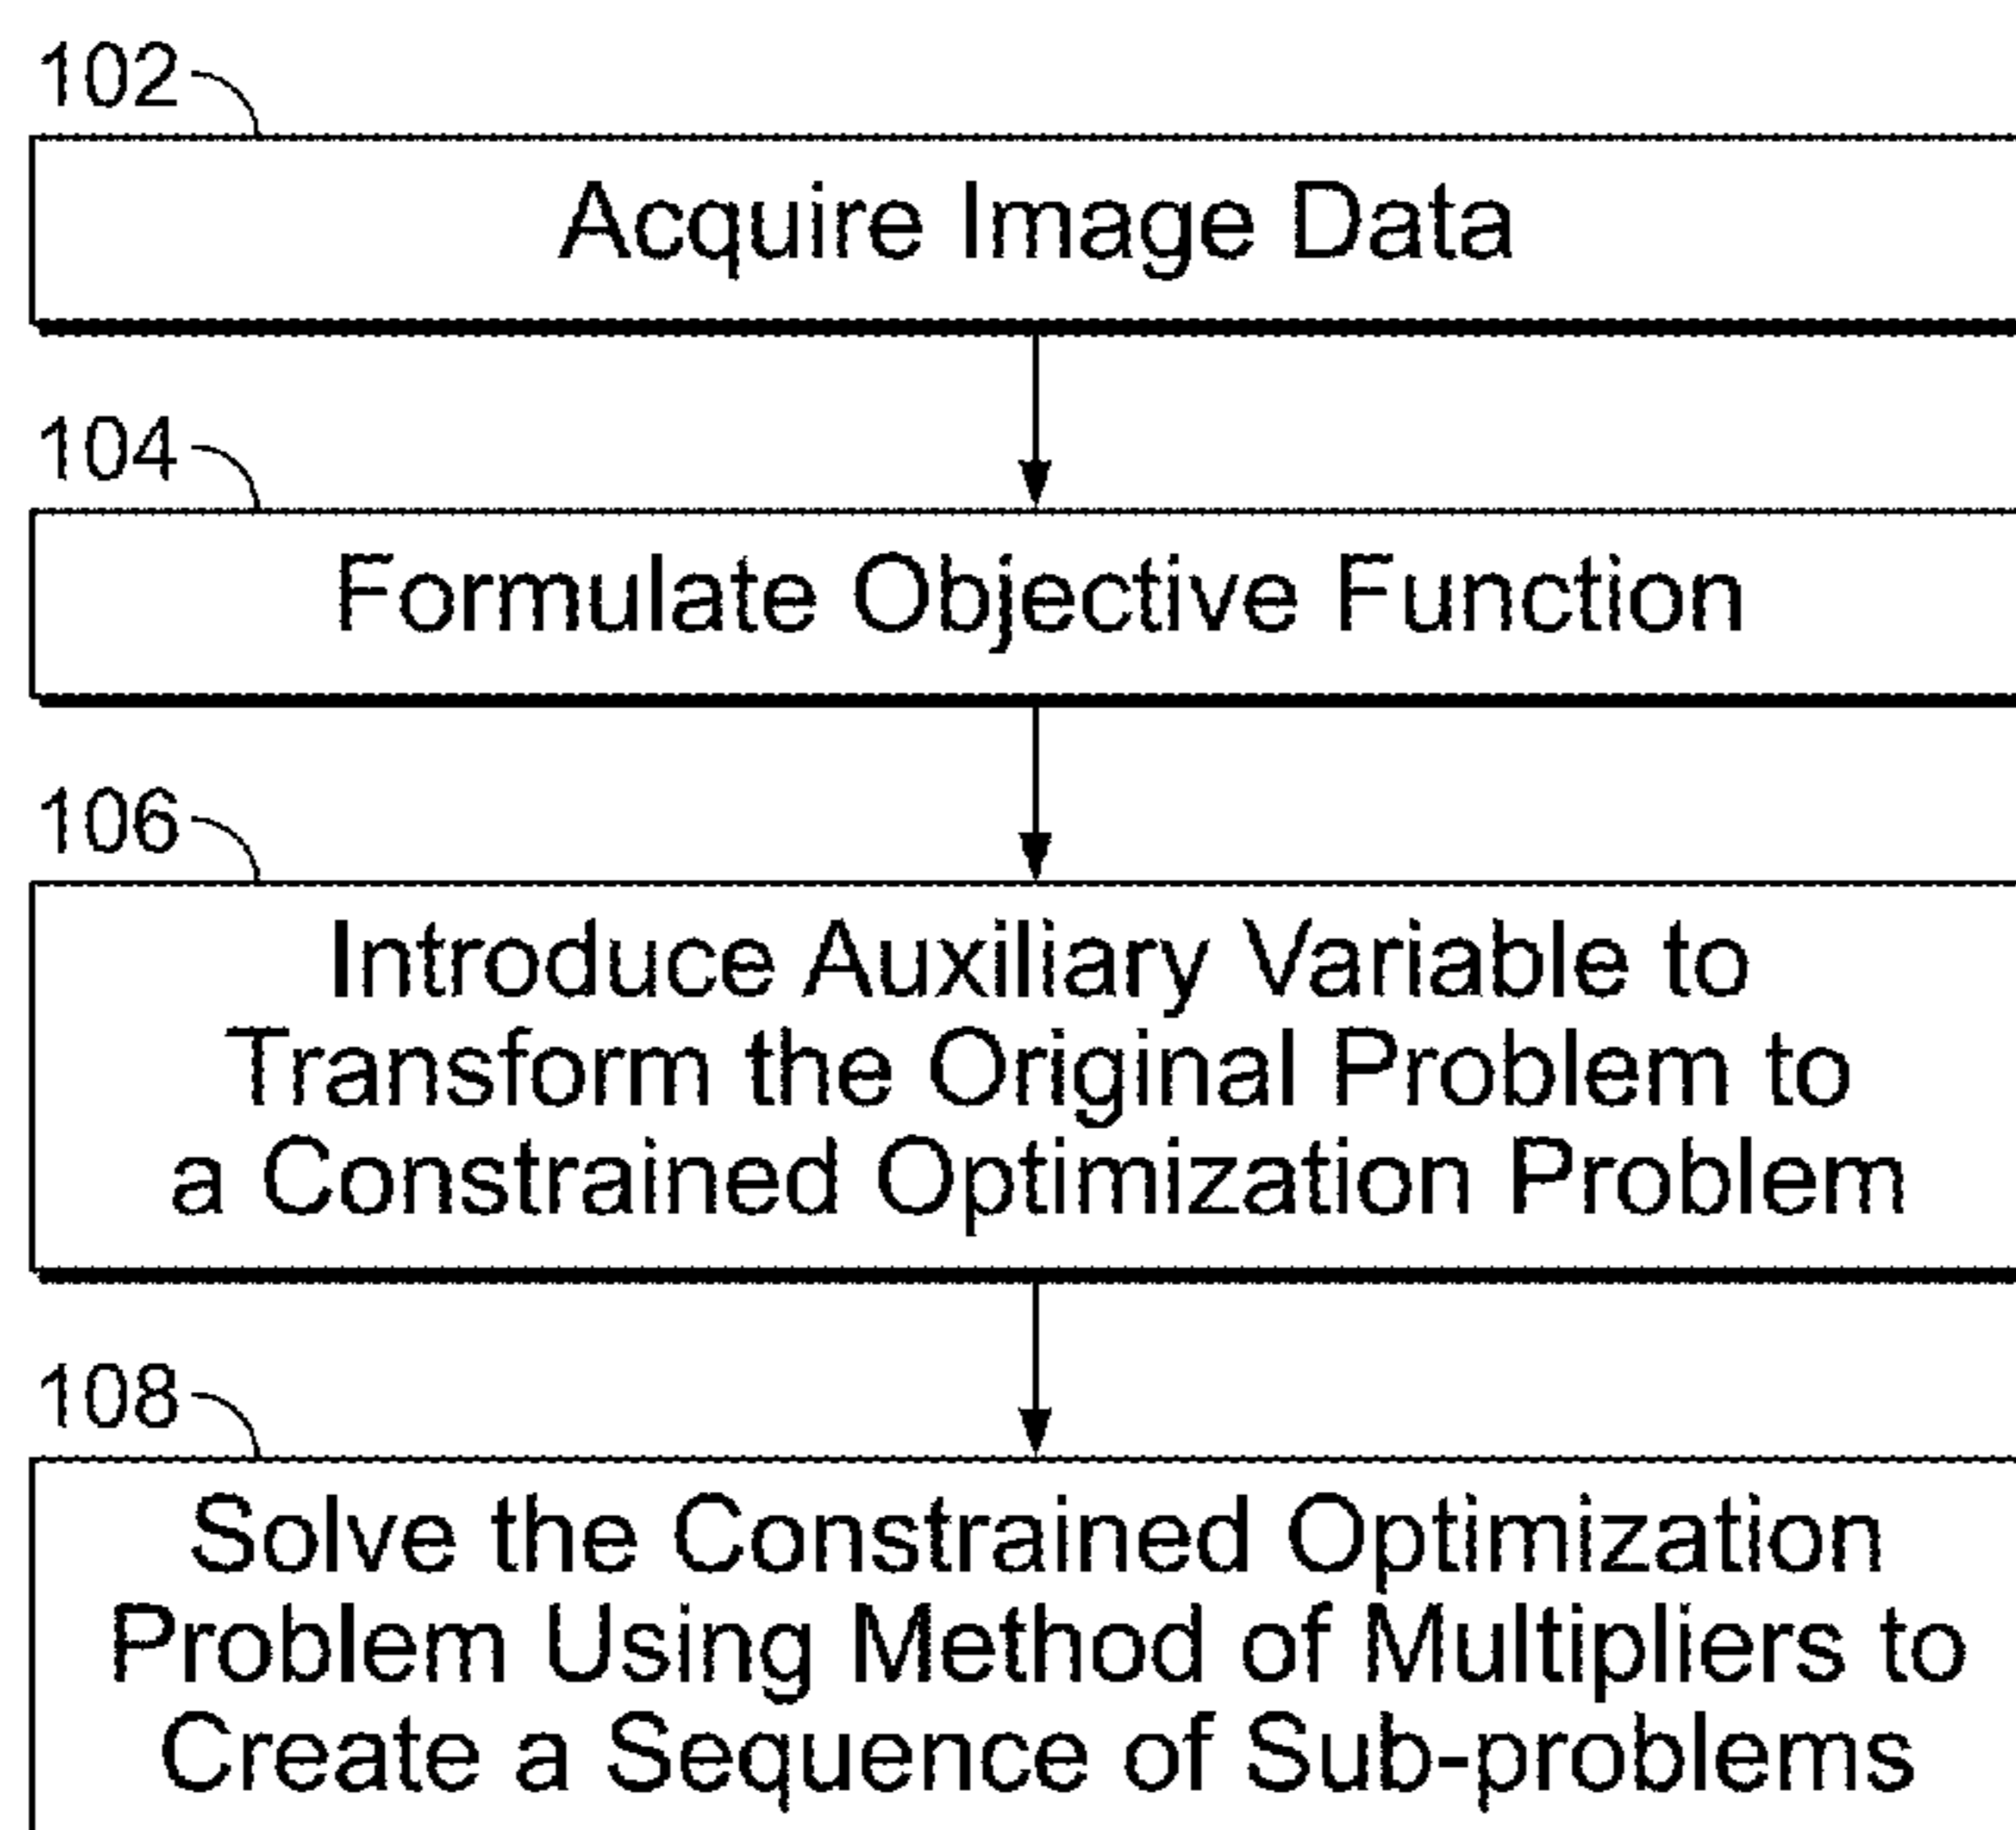 102
Acquire Image Data
104
Formulate Objective Function
106
Introduce Auxiliary Variable to
Transform the Original Problem to
a Constrained Optimization Problem
108
Solve the Constrained Optimization
Problem Using Method of Multipliers to
Create a Sequence of Sub-problems